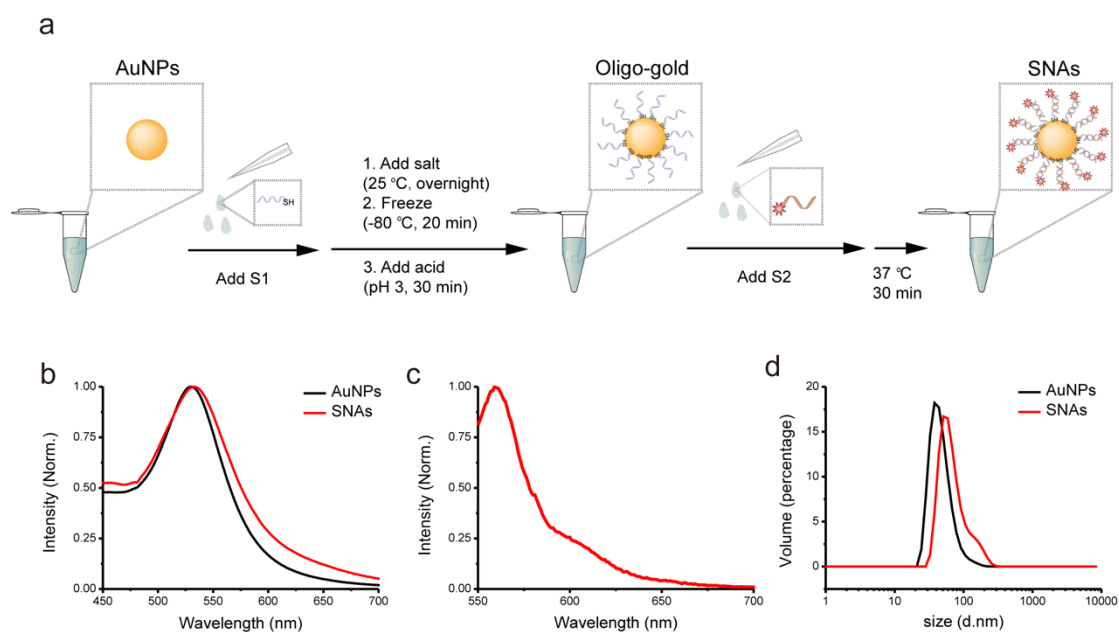 a
AuNPs
Oligo-gold
SNAs
SH
1. Add salt
(25 ℃, overnight)
2. Freeze
(-80 ℃, 20 min)
3. Add acid
(pH 3, 30 min)
Add S1
Add S2
37 ℃
30 min
b
Intensity (Norm.)
1.00
0.75
0.50
0.25
0.00
450 500 550 600 650 700
Wavelength (nm)
AuNPs
SNAs
c
Intensity (Norm.)
1.00
0.75
0.50
0.25
0.00
550 600 650 700
Wavelength (nm)
d
Volume (percentage)
20
15
10
5
0
1 10 100 1000 10000
size (d.nm)
AuNPs
SNAs